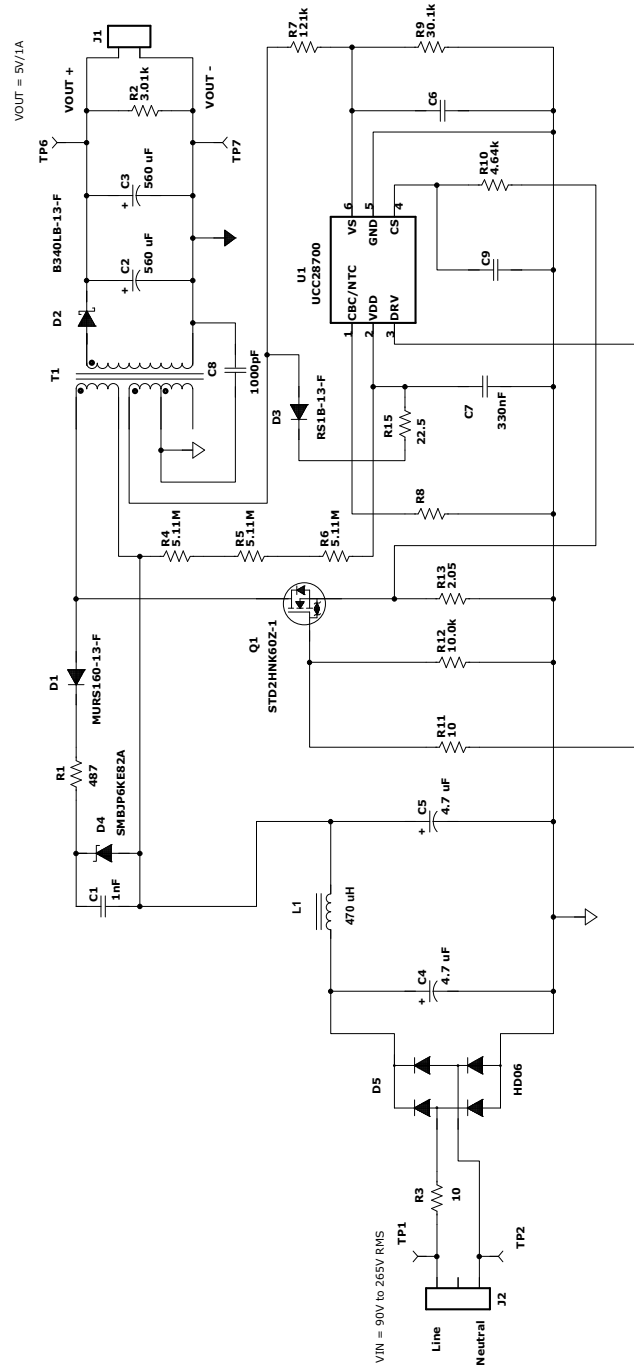 VIN = 90V to 265V RMS
Line
Neutral
J2
TP1
TP2
R3
10
D5
HD06
C4
4.7 uF
+
L1
470 uH
C5
4.7 uF
+
C1
1nF
D4
SMBJP6KE82A
R1
487
D1
MURS160-13-F
R11
10
R12
10.0k
R13
2.05
Q1
STD2HNK60Z-1
R4
5.11M
R5
5.11M
R6
5.11M
R8
T1
C8
1000pF
D3
RS1B-13-F
R15
22.5
C7
330nF
U1
UCC28700
1 CBC/NTC
2 VDD
3 DRV
VS 6
GND 5
CS 4
C9
R10
4.64k
C6
R7
121k
R9
30.1k
D2
B340LB-13-F
C2
560 uF
+
C3
560 uF
+
TP6
TP7
R2
3.01k
VOUT +
VOUT -
J1
VOUT = 5V/1A